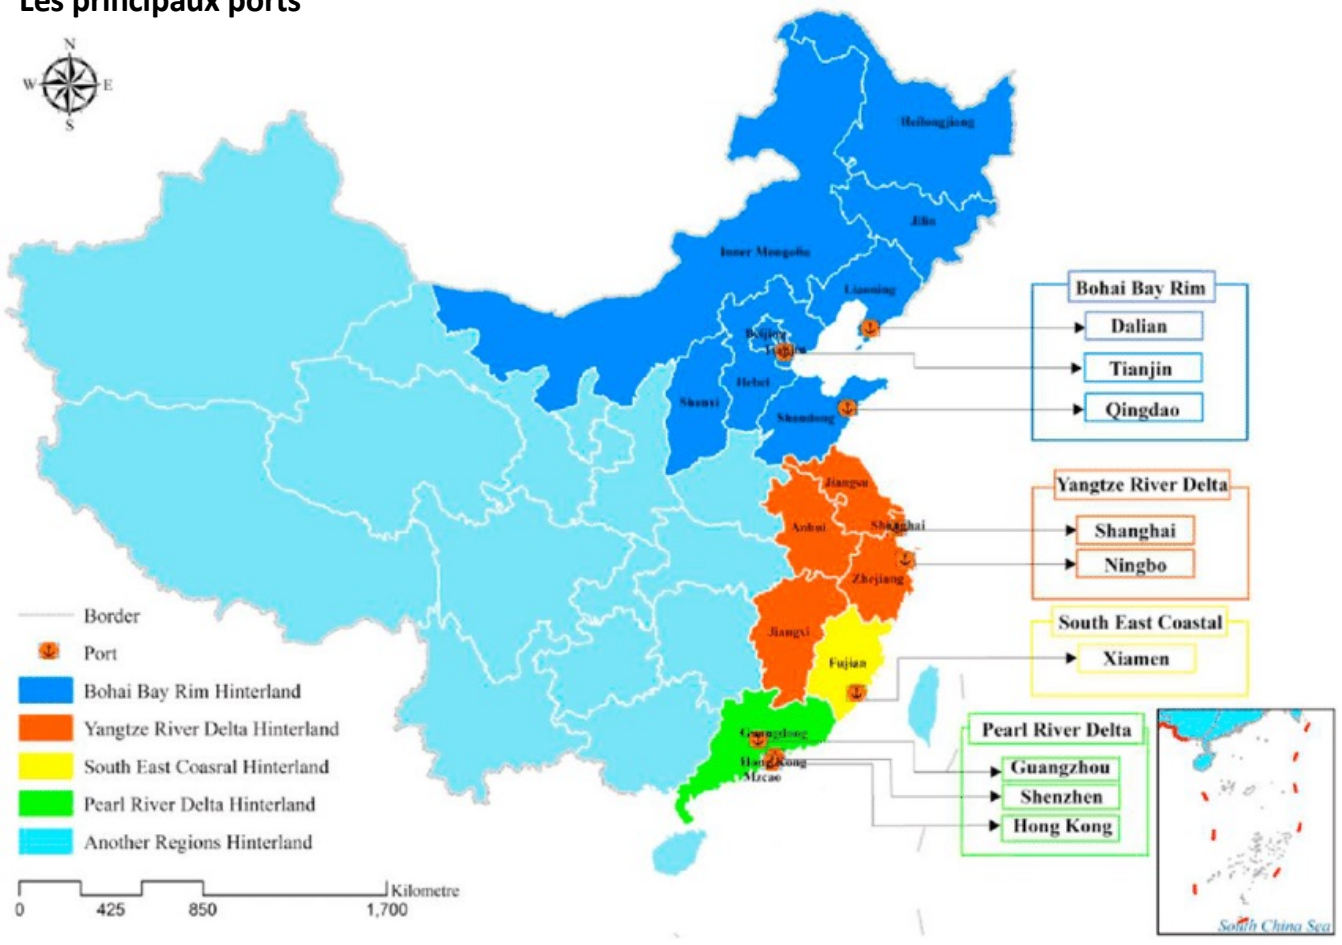 Les principaux ports
N
W E
S
Heilongjiang
Jilin
Inner Mongolia
Liaoning
Beijing
Tianjin
Hebei
Shanxi
Shandong
Jiangsu
Anhui
Shanghai
Zhejiang
Jiangxi
Fujian
Guangdong
Hong Kong
Mzcao
Bohai Bay Rim
Dalian
Tianjin
Qingdao
Yangtze River Delta
Shanghai
Ningbo
South East Coastal
Xiamen
Pearl River Delta
Guangzhou
Shenzhen
Hong Kong
Border
Port
Bohai Bay Rim Hinterland
Yangtze River Delta Hinterland
South East Coasral Hinterland
Pearl River Delta Hinterland
Another Regions Hinterland
Kilometre
0 425 850 1,700
South China Sea